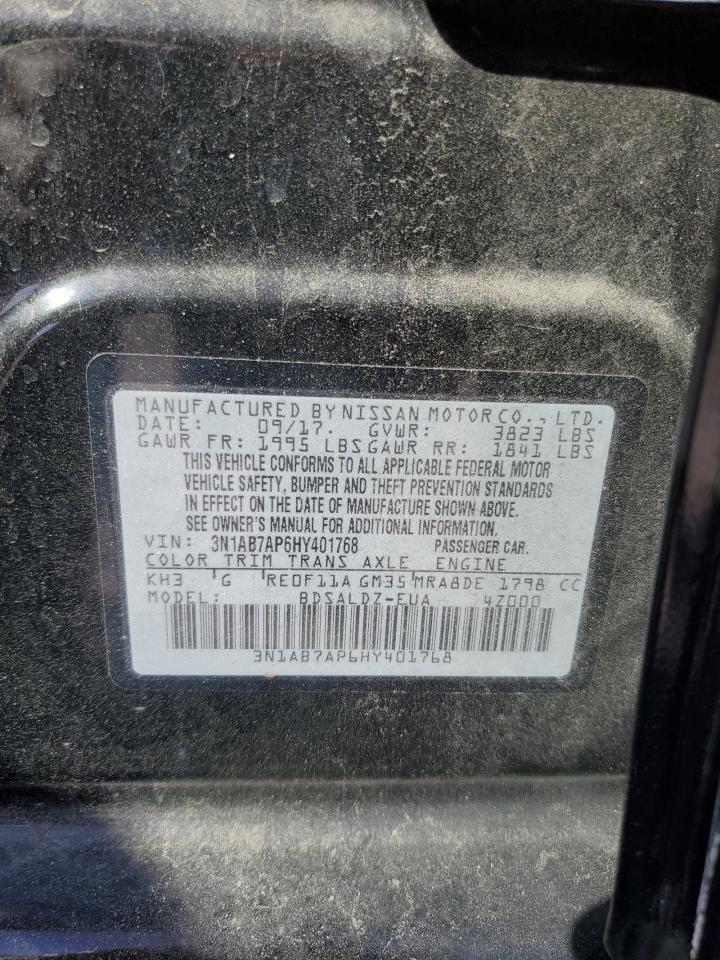 MANUFACTURED BY NISSAN MOTOR CO., LTD.
DATE: 09/17. GVWR: 3823 LBS
GAWR FR: 1995 LBS GAWR RR: 1841 LBS
THIS VEHICLE CONFORMS TO ALL APPLICABLE FEDERAL MOTOR
VEHICLE SAFETY, BUMPER AND THEFT PREVENTION STANDARDS
IN EFFECT ON THE DATE OF MANUFACTURE SHOWN ABOVE.
SEE OWNER'S MANUAL FOR ADDITIONAL INFORMATION.
VIN: 3N1AB7AP6HY401768 PASSENGER CAR.
COLOR TRIM TRANS AXLE ENGINE
KH3 G RE0F11A GM35 MRA8DE 1798 CC
MODEL: BDSALDZ-EUA 4Z000
3N1AB7AP6HY401768